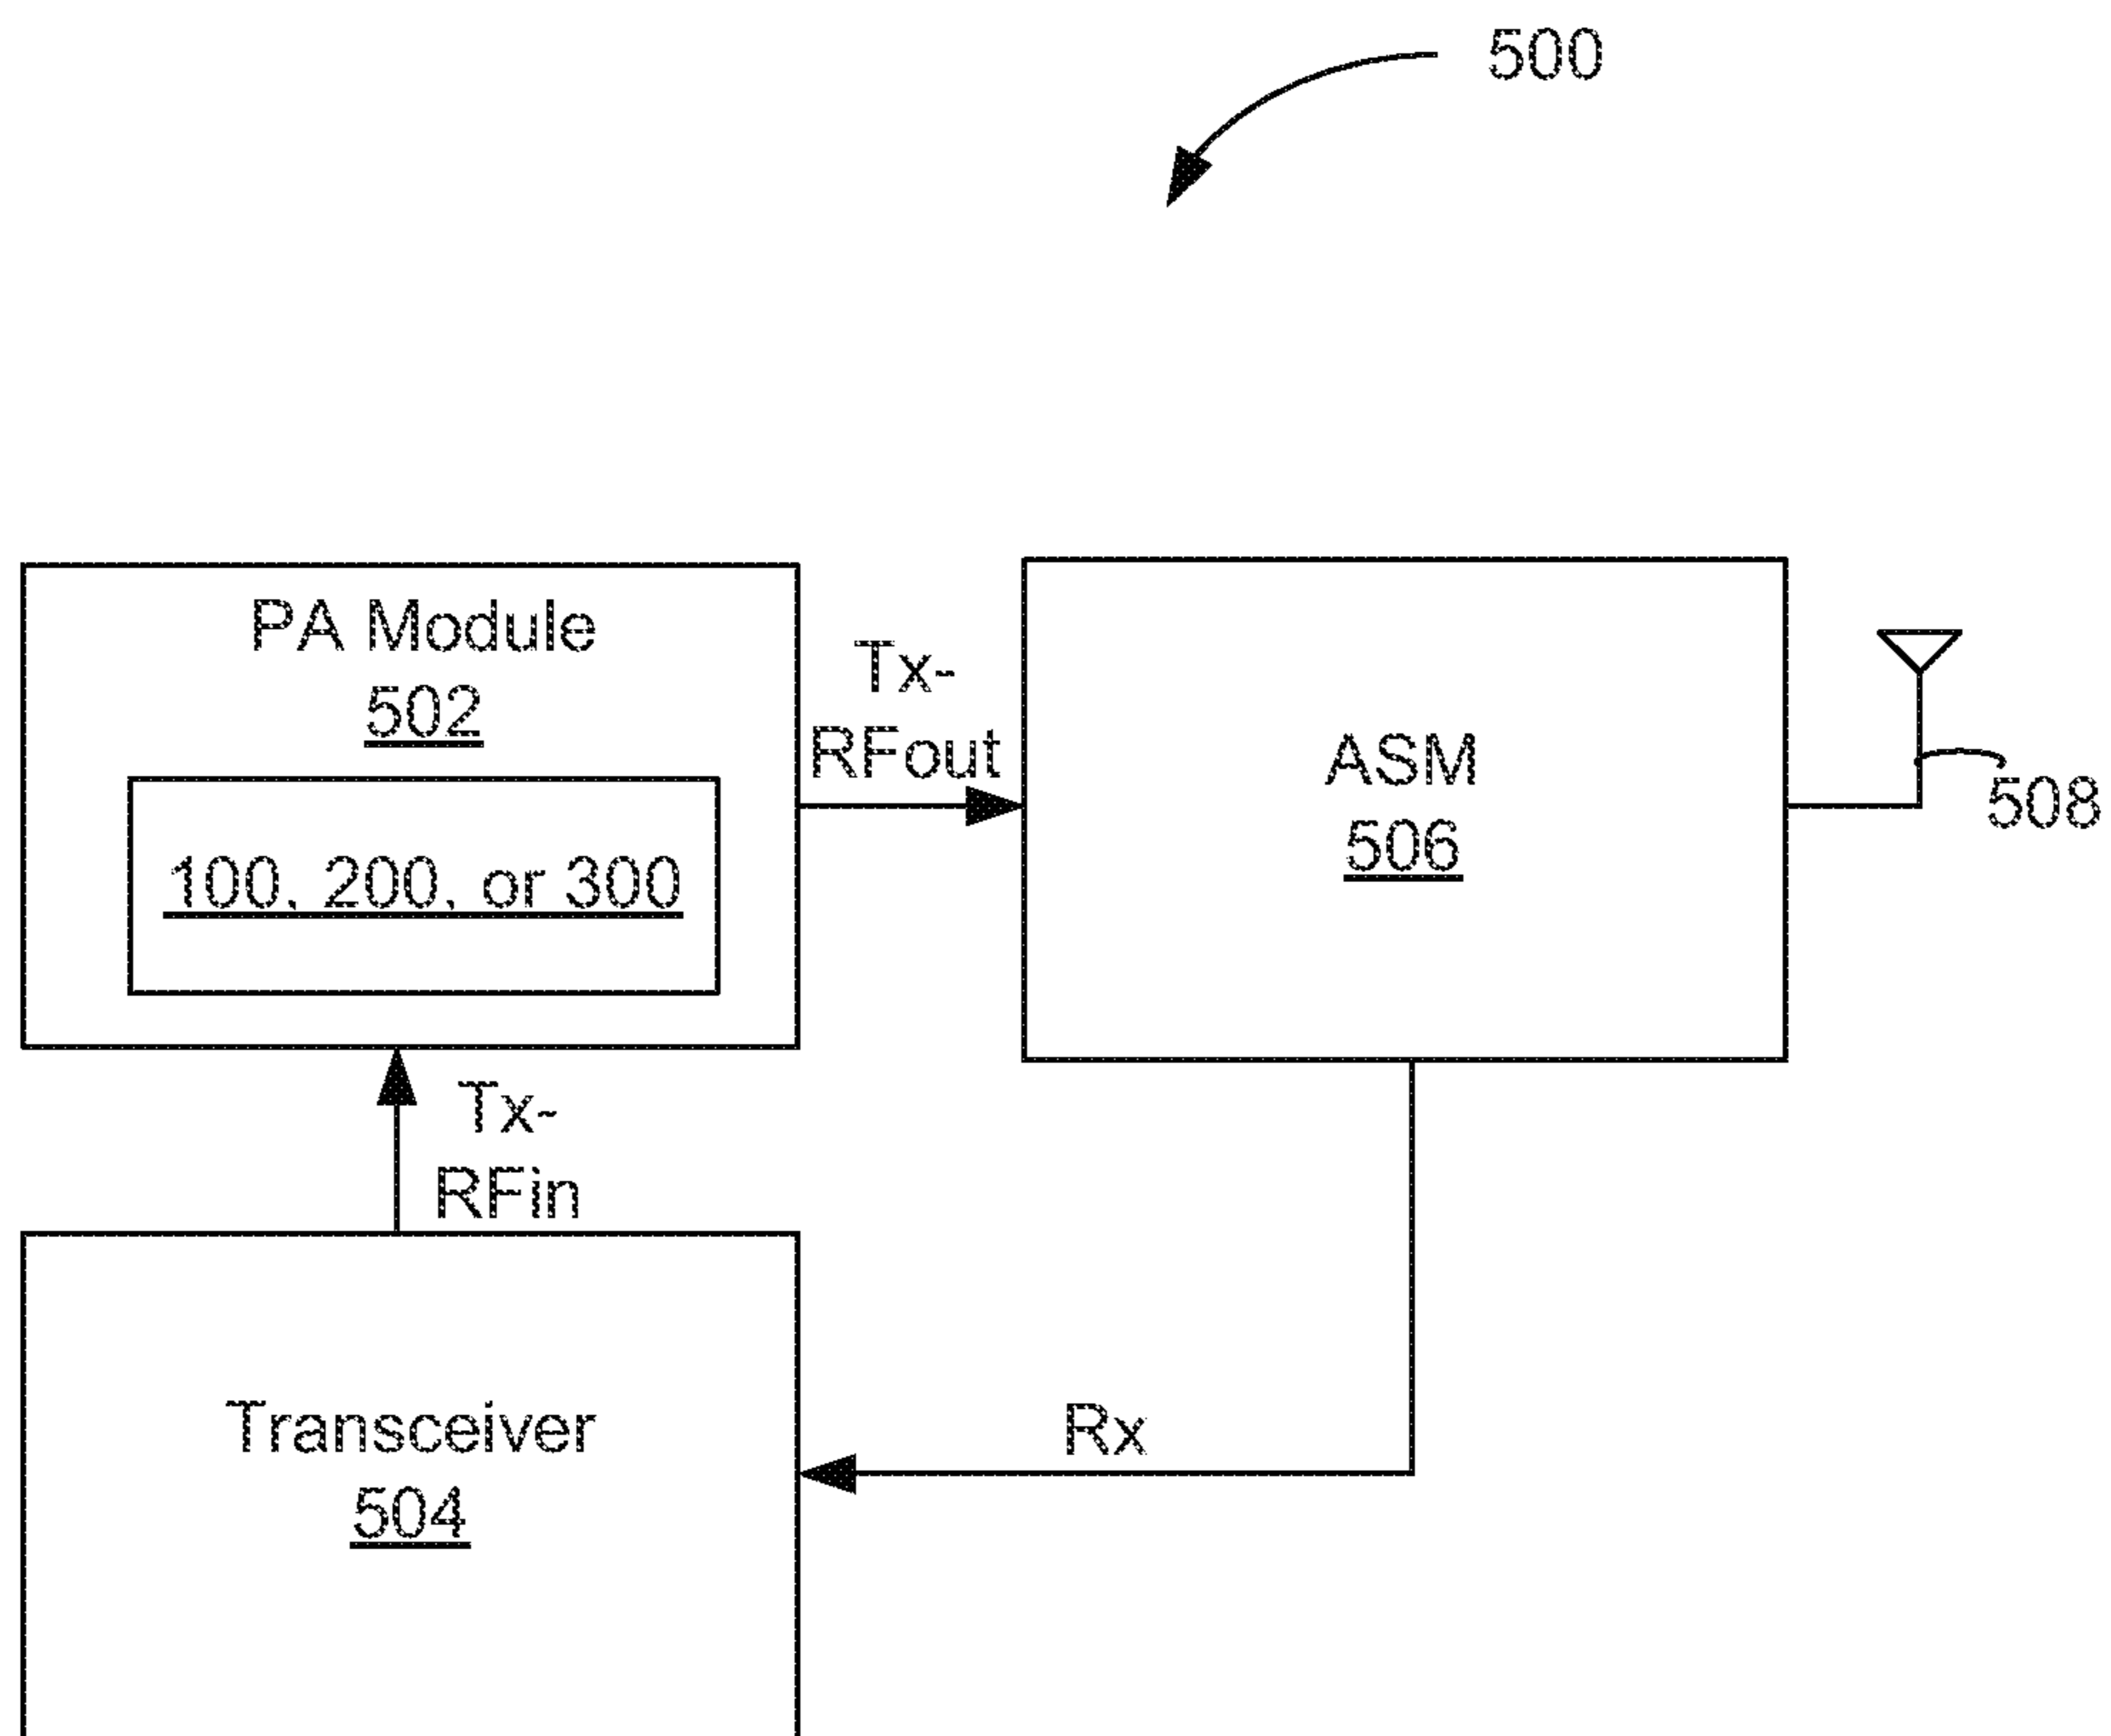 500
PA Module
502
100, 200, or 300
Tx-
RFout
ASM
506
508
Tx-
RFin
Transceiver
504
Rx